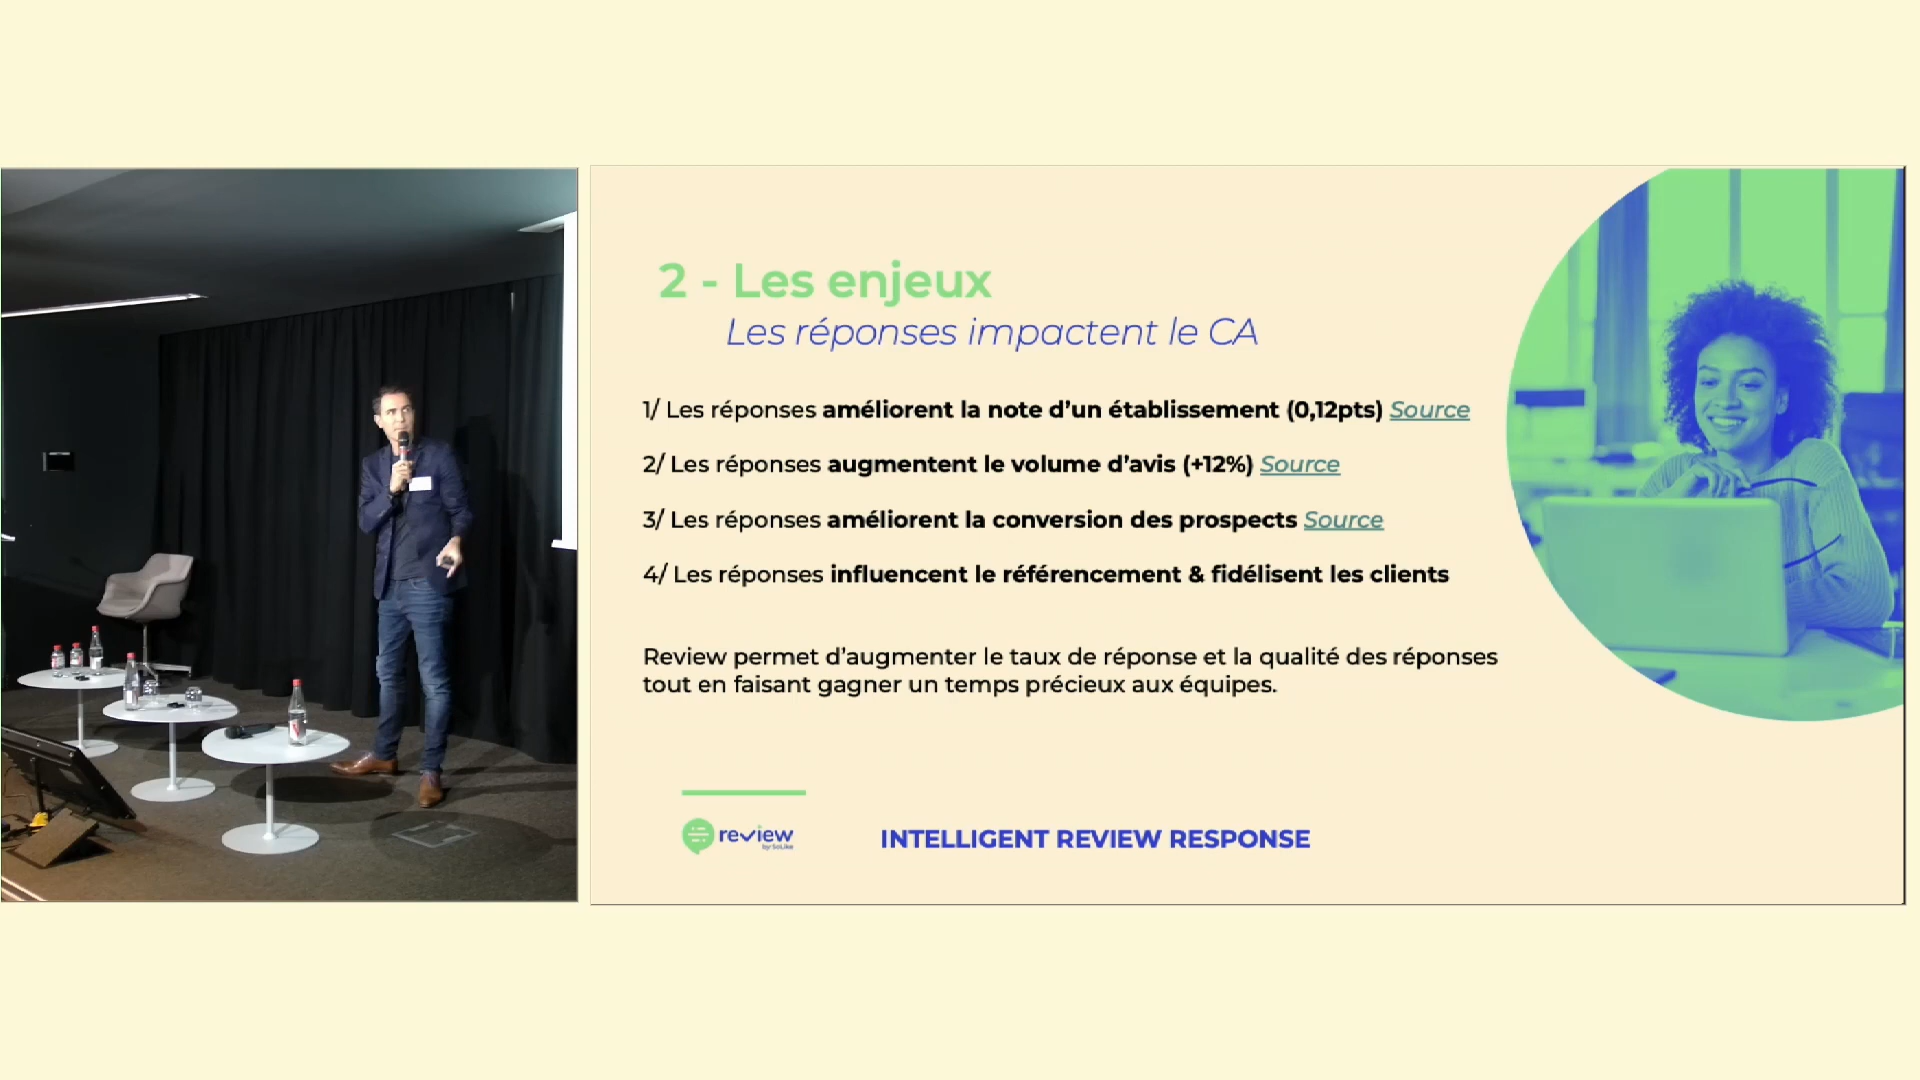 2 - Les enjeux
Les réponses impactent le CA
1/ Les réponses améliorent la note d'un établissement (0,12pts) Source
2/ Les réponses augmentent le volume d'avis (+12%) Source
3/ Les réponses améliorent la conversion des prospects Source
4/ Les réponses influencent le référencement & fidélisent les clients
Review permet d'augmenter le taux de réponse et la qualité des réponses
tout en faisant gagner un temps précieux aux équipes.
review
by SoLike
INTELLIGENT REVIEW RESPONSE